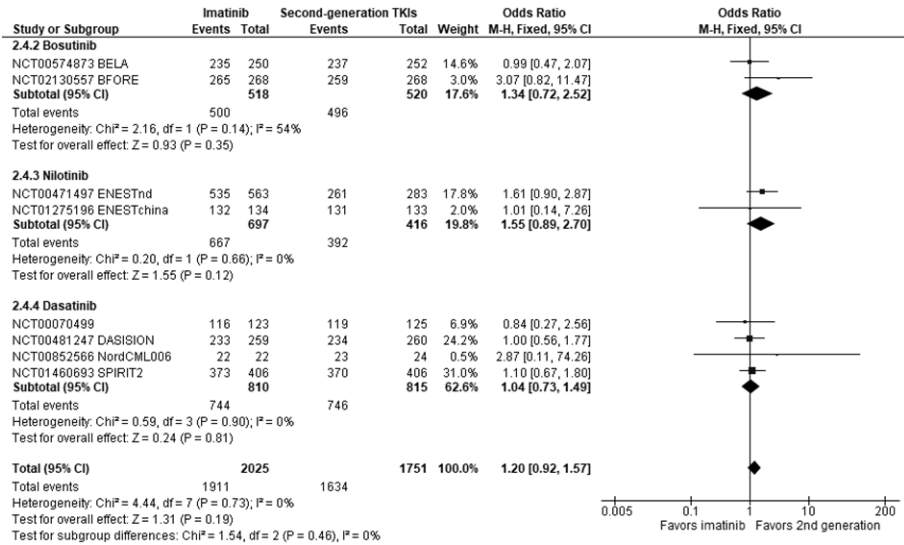 Imatinib Second-generation TKIs Odds Ratio Odds Ratio
Study or Subgroup Events Total Events Total Weight M-H, Fixed, 95% CI M-H, Fixed, 95% CI
2.4.2 Bosutinib
NCT00574873 BELA 235 250 237 252 14.6% 0.99 [0.47, 2.07]
NCT02130557 BFORE 265 268 259 268 3.0% 3.07 [0.82, 11.47]
Subtotal (95% CI) 518 520 17.6% 1.34 [0.72, 2.52]
Total events 500 496
Heterogeneity: Chi² = 2.16, df = 1 (P = 0.14); I² = 54%
Test for overall effect: Z = 0.93 (P = 0.35)
2.4.3 Nilotinib
NCT00471497 ENESTnd 535 563 261 283 17.8% 1.61 [0.90, 2.87]
NCT01275196 ENESTchina 132 134 131 133 2.0% 1.01 [0.14, 7.26]
Subtotal (95% CI) 697 416 19.8% 1.55 [0.89, 2.70]
Total events 667 392
Heterogeneity: Chi² = 0.20, df = 1 (P = 0.66); I² = 0%
Test for overall effect: Z = 1.55 (P = 0.12)
2.4.4 Dasatinib
NCT00070499 116 123 119 125 6.9% 0.84 [0.27, 2.56]
NCT00481247 DASISION 233 259 234 260 24.2% 1.00 [0.56, 1.77]
NCT00852566 NordCML006 22 22 23 24 0.5% 2.87 [0.11, 74.26]
NCT01460693 SPIRIT2 373 406 370 406 31.0% 1.10 [0.67, 1.80]
Subtotal (95% CI) 810 815 62.6% 1.04 [0.73, 1.49]
Total events 744 746
Heterogeneity: Chi² = 0.59, df = 3 (P = 0.90); I² = 0%
Test for overall effect: Z = 0.24 (P = 0.81)
Total (95% CI) 2025 1751 100.0% 1.20 [0.92, 1.57]
Total events 1911 1634
Heterogeneity: Chi² = 4.44, df = 7 (P = 0.73); I² = 0%
Test for overall effect: Z = 1.31 (P = 0.19)
Test for subgroup differences: Chi² = 1.54, df = 2 (P = 0.46), I² = 0%
0.005 0.1 1 10 200
Favors imatinib Favors 2nd generation